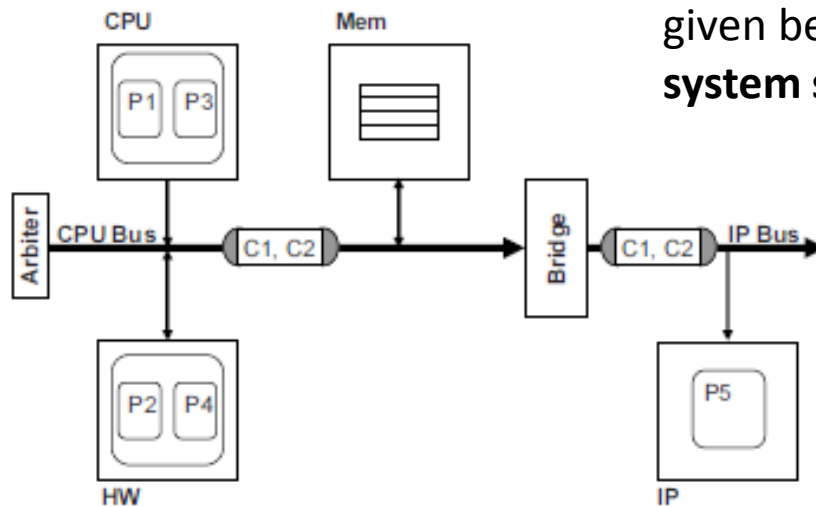 given be
system s
CPU
Mem
P1 P3
Arbiter
CPU Bus
C1, C2
Bridge
C1, C2
IP Bus
P2 P4
P5
HW
IP